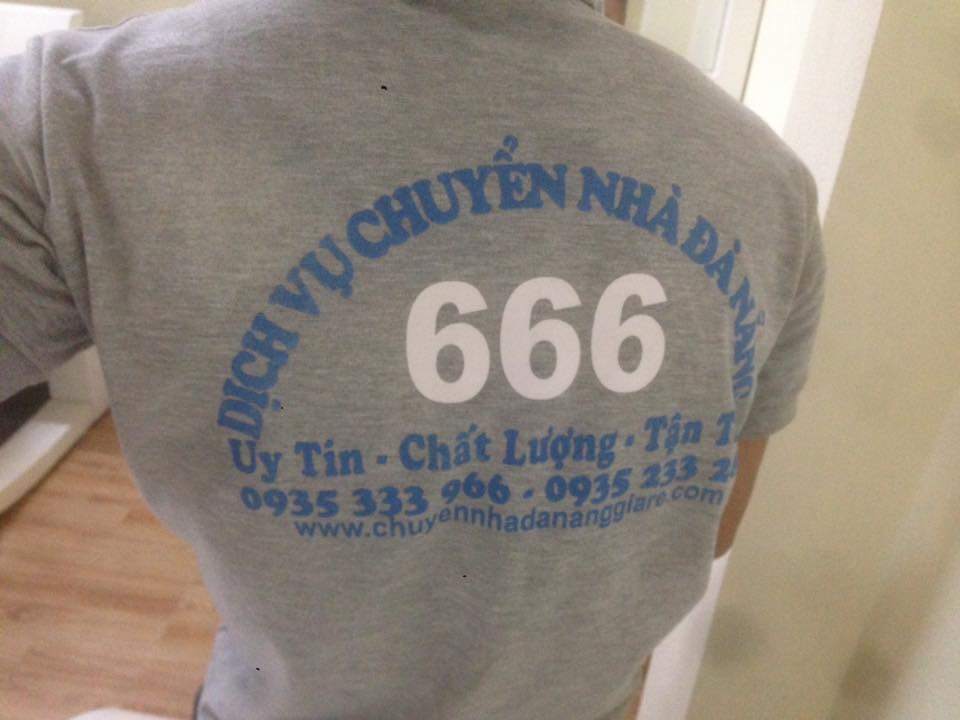 DỊCH VỤ CHUYỂN NHÀ ĐÀ NẴNG
666
Uy Tín - Chất Lượng - Tận
0935 333 966 - 0935 233
www.chuyennhadananggiare.com